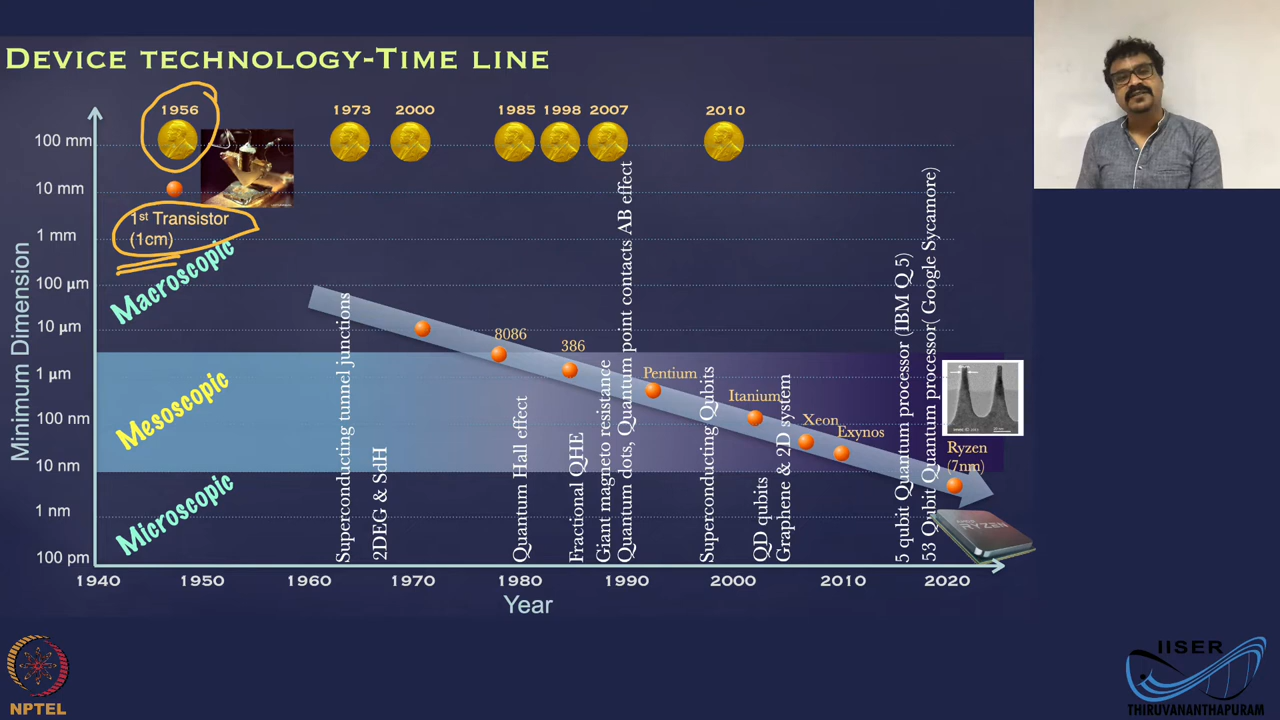 DEVICE TECHNOLOGY-TIME LINE
1956
1973
2000
1985
1998
2007
2010
100 mm
10 mm
1 mm
100 µm
10 µm
1 µm
100 nm
10 nm
1 nm
100 pm
Minimum Dimension
1st Transistor
(1cm)
Macroscopic
Mesoscopic
Microscopic
8086
386
Pentium
Itanium
Xeon
Exynos
Ryzen
(7nm)
Superconducting tunnel junctions
2DEG & SdH
Quantum Hall effect
Fractional QHE
Giant magneto resistance
Quantum dots, Quantum point contacts AB effect
Superconducting Qubits
QD qubits
Graphene & 2D system
5 qubit Quantum processor (IBM Q 5)
53 Qubit Quantum processor( Google Sycamore)
RYZEN
1940
1950
1960
1970
1980
1990
2000
2010
2020
Year
NPTEL
IISER
THIRUVANANTHAPURAM